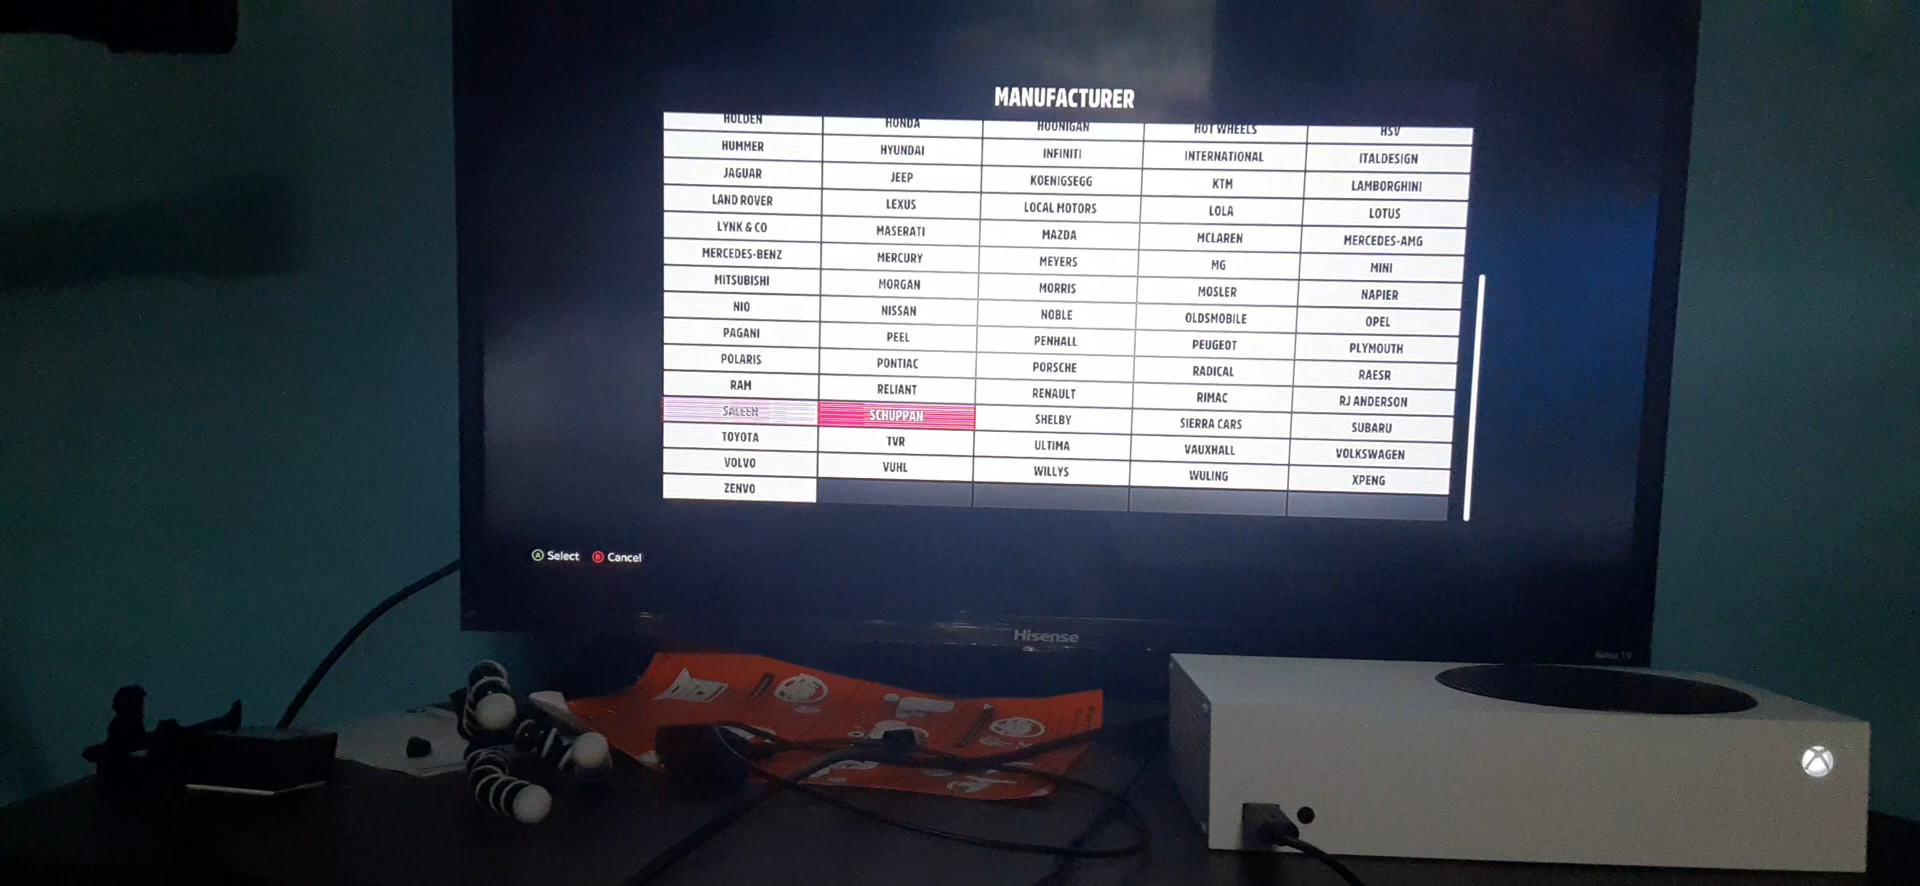 MANUFACTURER
HOLDEN HONDA HOONIGAN HOT WHEELS HSV
HUMMER HYUNDAI INFINITI INTERNATIONAL ITALDESIGN
JAGUAR JEEP KOENIGSEGG KTM LAMBORGHINI
LAND ROVER LEXUS LOCAL MOTORS LOLA LOTUS
LYNK & CO MASERATI MAZDA MCLAREN MERCEDES-AMG
MERCEDES-BENZ MERCURY MEYERS MG MINI
MITSUBISHI MORGAN MORRIS MOSLER NAPIER
NIO NISSAN NOBLE OLDSMOBILE OPEL
PAGANI PEEL PENHALL PEUGEOT PLYMOUTH
POLARIS PONTIAC PORSCHE RADICAL RAESR
RAM RELIANT RENAULT RIMAC RJ ANDERSON
SALEEN SCHUPPAN SHELBY SIERRA CARS SUBARU
TOYOTA TVR ULTIMA VAUXHALL VOLKSWAGEN
VOLVO VUHL WILLYS WULING XPENG
ZENVO
A Select B Cancel
Hisense
Roku TV